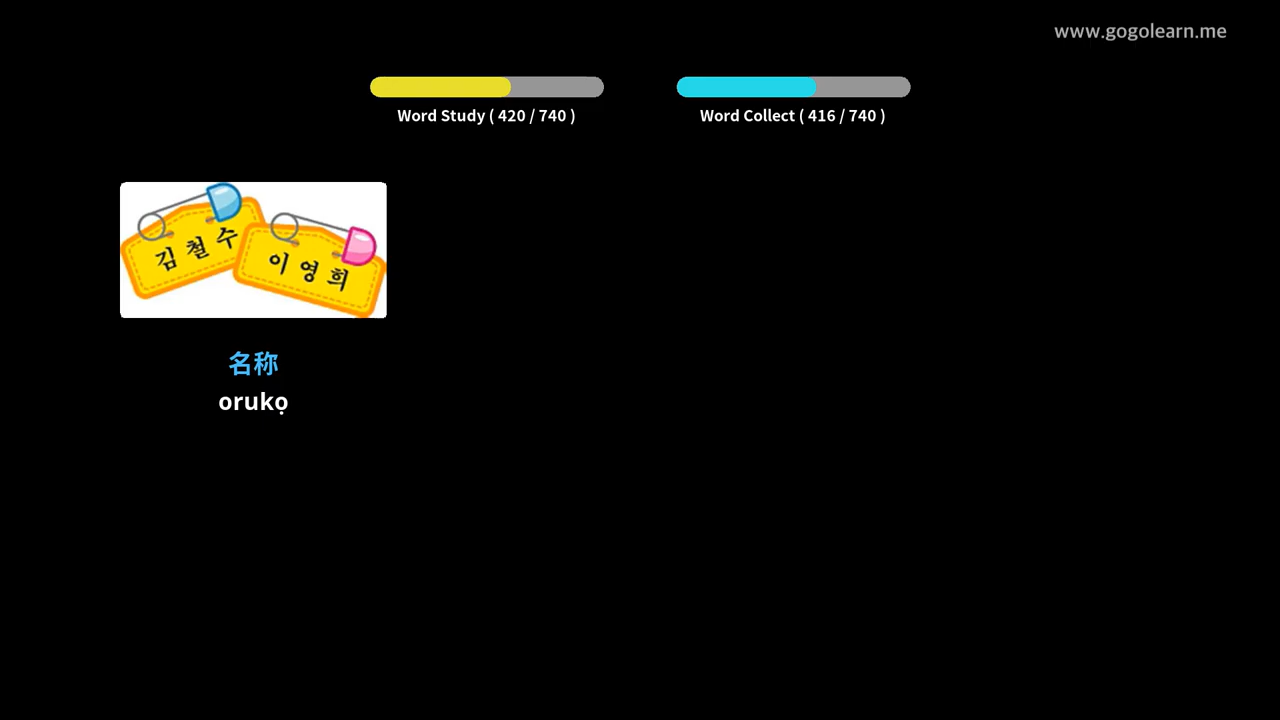 www.gogolearn.me
Word Study ( 420 / 740 )
Word Collect ( 416 / 740 )
김철수
이영희
名称
orukọ